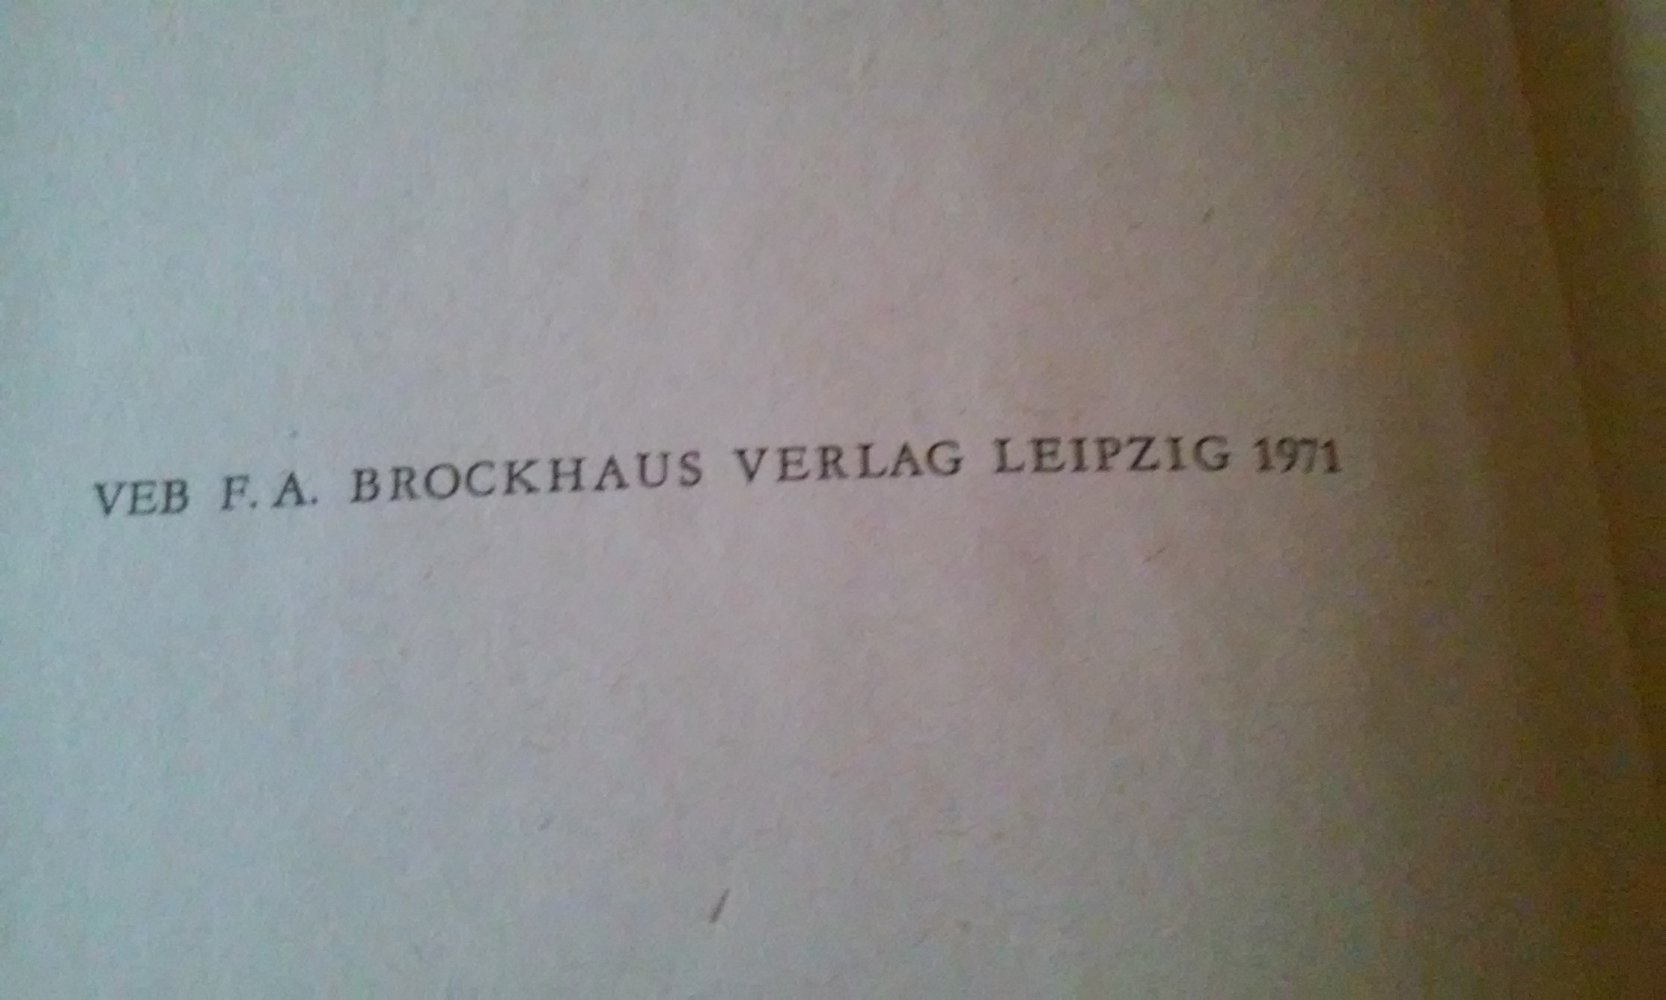 VEB F. A. BROCKHAUS VERLAG LEIPZIG 1971